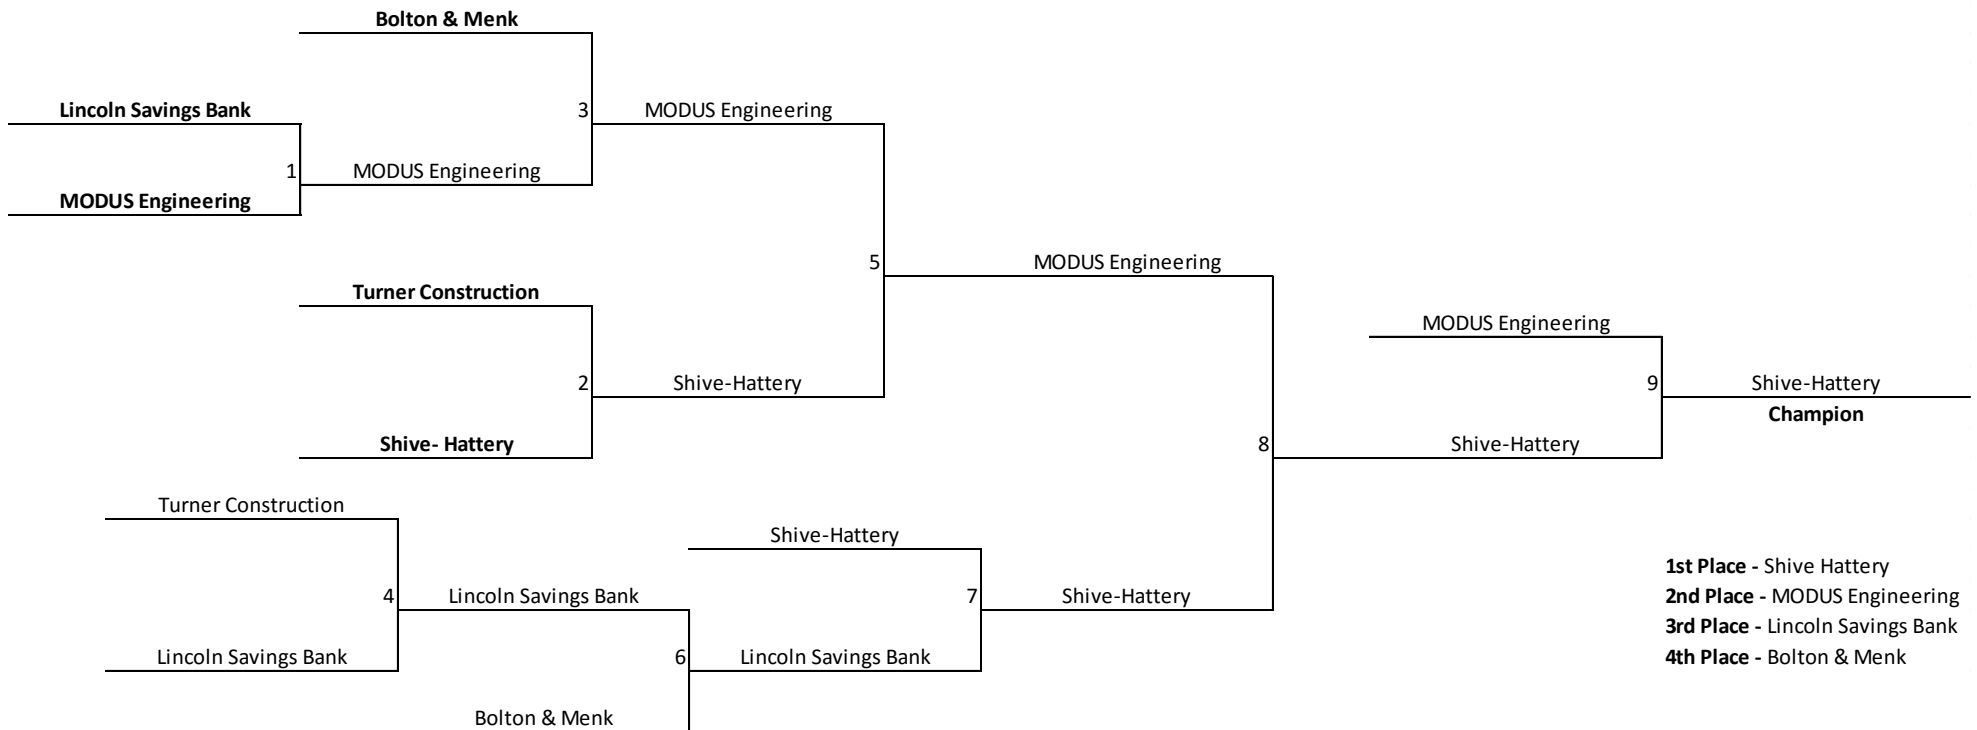 Bolton & Menk
Lincoln Savings Bank
3
MODUS Engineering
1
MODUS Engineering
MODUS Engineering
5
MODUS Engineering
Turner Construction
MODUS Engineering
2
Shive-Hattery
9
Shive-Hattery
Champion
Shive- Hattery
8
Shive-Hattery
Turner Construction
Shive-Hattery
1st Place - Shive Hattery
4
Lincoln Savings Bank
7
Shive-Hattery
2nd Place - MODUS Engineering
3rd Place - Lincoln Savings Bank
Lincoln Savings Bank
6
Lincoln Savings Bank
4th Place - Bolton & Menk
Bolton & Menk